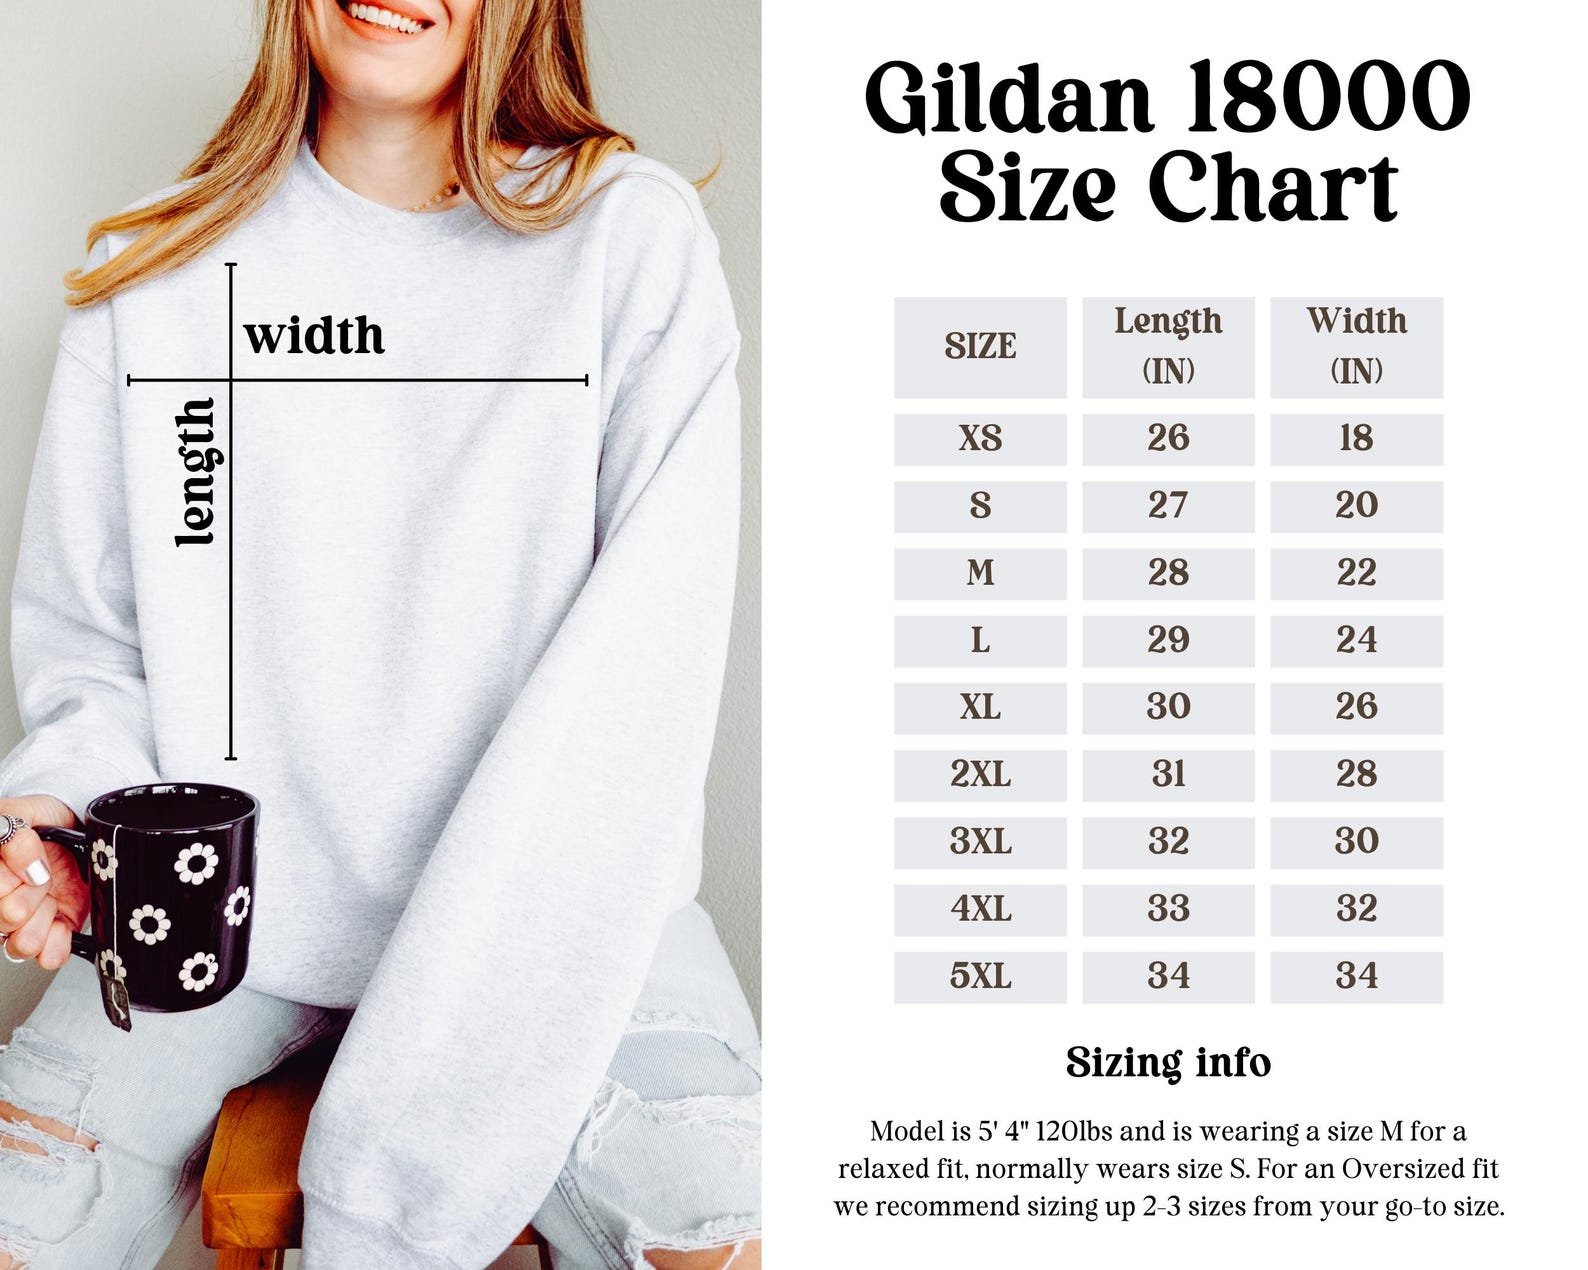 width
length
Gildan 18000
Size Chart
SIZE Length (IN) Width (IN)
XS 26 18
S 27 20
M 28 22
L 29 24
XL 30 26
2XL 31 28
3XL 32 30
4XL 33 32
5XL 34 34
Sizing info
Model is 5' 4" 120lbs and is wearing a size M for a
relaxed fit, normally wears size S. For an Oversized fit
we recommend sizing up 2-3 sizes from your go-to size.